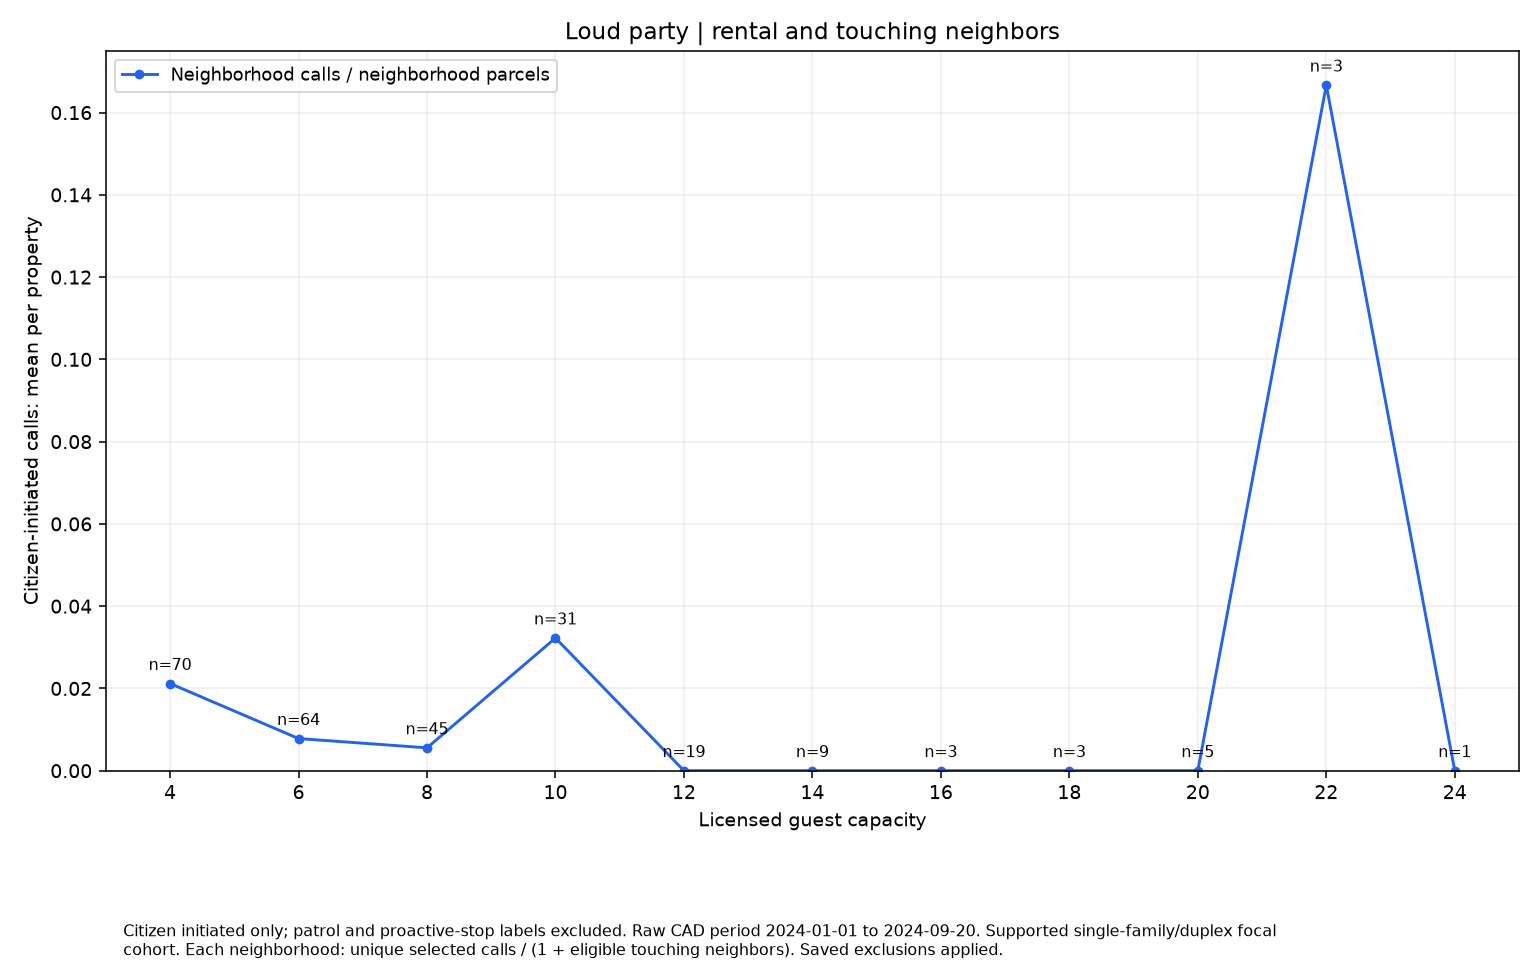 Loud party | rental and touching neighbors
Neighborhood calls / neighborhood parcels
n=3
0.16
0.14
0.12
0.10
0.08
0.06
0.04
0.02
0.00
Citizen-initiated calls: mean per property
n=70
n=64
n=45
n=31
n=19
n=9
n=3
n=3
n=5
n=1
4 6 8 10 12 14 16 18 20 22 24
Licensed guest capacity
Citizen initiated only; patrol and proactive-stop labels excluded. Raw CAD period 2024-01-01 to 2024-09-20. Supported single-family/duplex focal
cohort. Each neighborhood: unique selected calls / (1 + eligible touching neighbors). Saved exclusions applied.